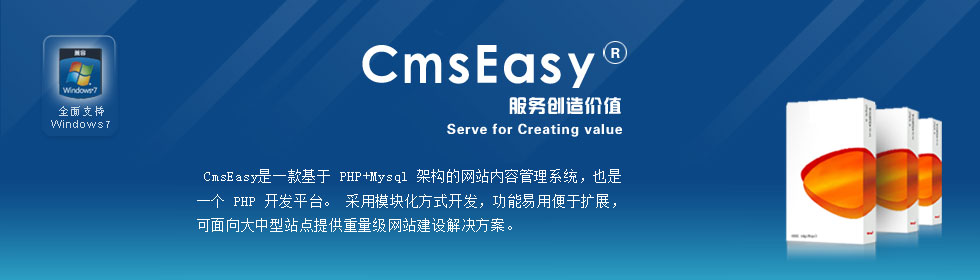 兼容
Windows7
全面支持
Windows7
CmsEasy®
服务创造价值
Serve for Creating value
CmsEasy是一款基于 PHP+Mysql 架构的网站内容管理系统，也是
一个 PHP 开发平台。 采用模块化方式开发，功能易用便于扩展，
可面向大中型站点提供重量级网站建设解决方案。